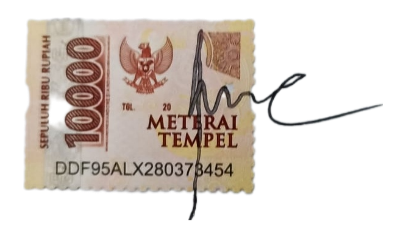 SEPULUH RIBU RUPIAH
10000
TGL. 20
METERAI
TEMPEL
DDF95ALX280373454